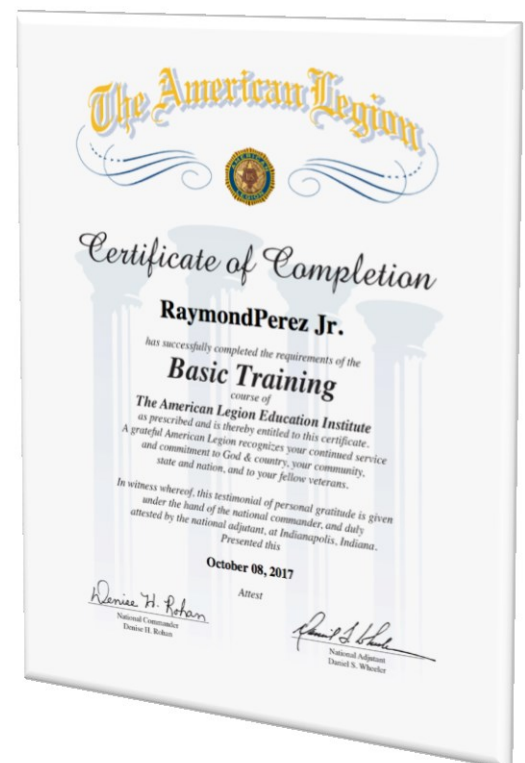 The American Legion
AMERICAN
LEGION
Certificate of Completion
RaymondPerez Jr.
has successfully completed the requirements of the
Basic Training
course of
The American Legion Education Institute
as prescribed and is thereby entitled to this certificate.
A grateful American Legion recognizes your continued service
and commitment to God & country, your community,
state and nation, and to your fellow veterans.
In witness whereof, this testimonial of personal gratitude is given
under the hand of the national commander, and duly
attested by the national adjutant, at Indianapolis, Indiana.
Presented this
October 08, 2017
Attest
Denise H. Rohan
National Commander
Denise H. Rohan
Daniel S. Wheeler
National Adjutant
Daniel S. Wheeler